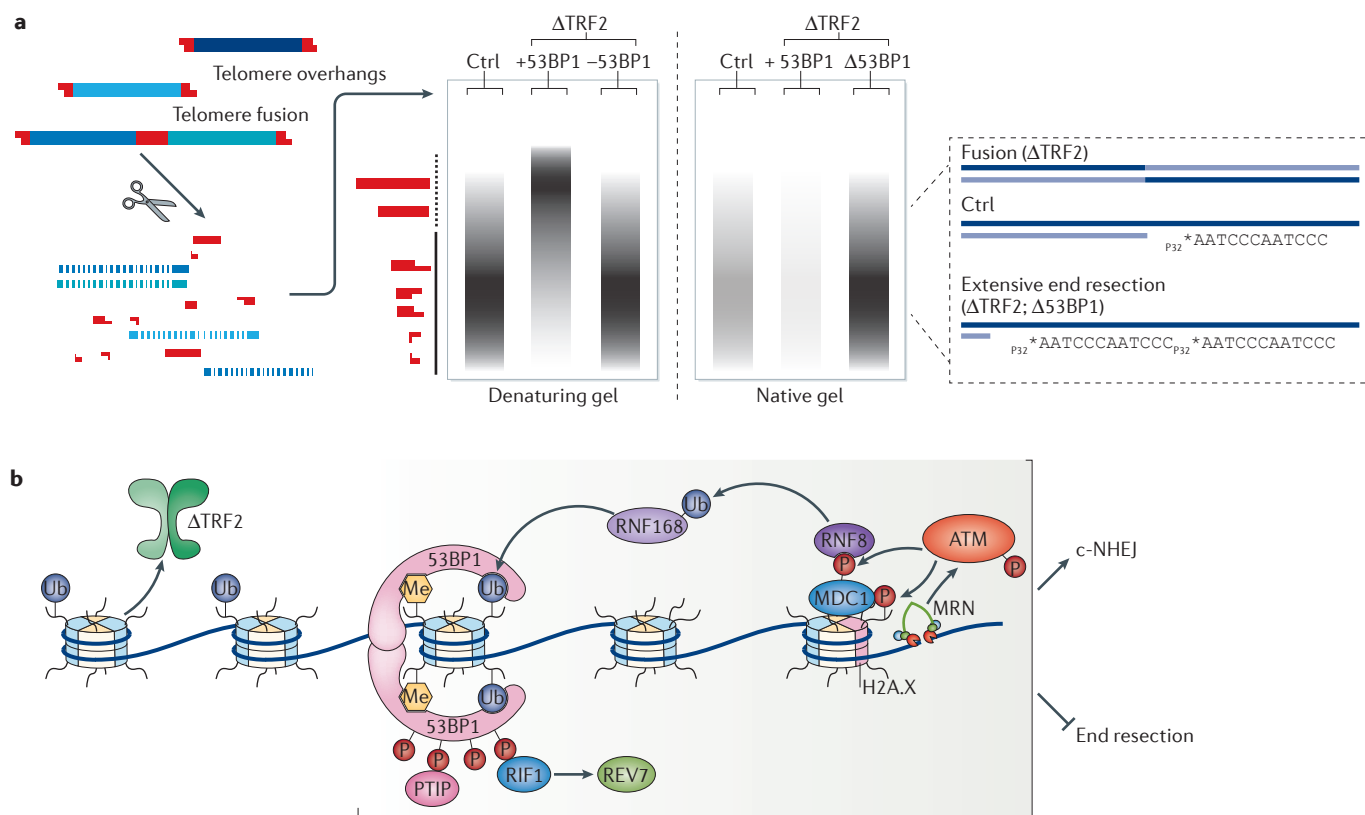 a
Telomere overhangs
Telomere fusion
ΔTRF2
Ctrl +53BP1 –53BP1
Denaturing gel
ΔTRF2
Ctrl + 53BP1 Δ53BP1
Native gel
Fusion (ΔTRF2)
Ctrl
P32*AATCCCAATCCC
Extensive end resection
(ΔTRF2; Δ53BP1)
P32*AATCCCAATCCCP32*AATCCCAATCCC
b
ΔTRF2
Ub
Ub
53BP1
Me
Ub
Me
Ub
53BP1
P
P
P
P
PTIP
RIF1
REV7
RNF168
Ub
RNF8
P
MDC1
P
ATM
P
MRN
H2A.X
c-NHEJ
End resection